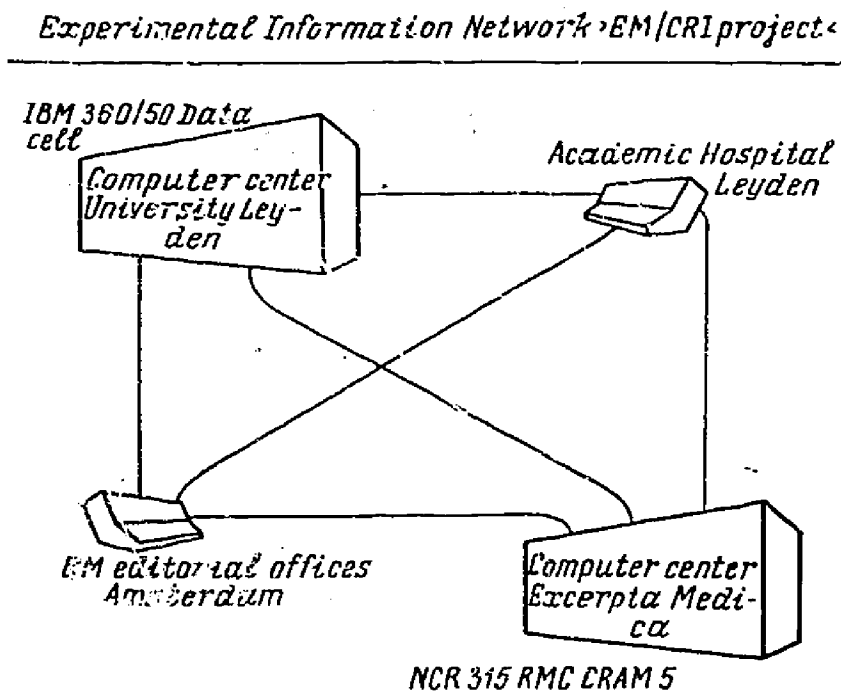 Experimental Information Network ›EM/CRI project‹
IBM 360/50 Data
cell
Computer center
University Ley-
den
Academic Hospital
Leyden
EM editorial offices
Amsterdam
Computer center
Excerpta Medi-
ca
NCR 315 RMC CRAM 5